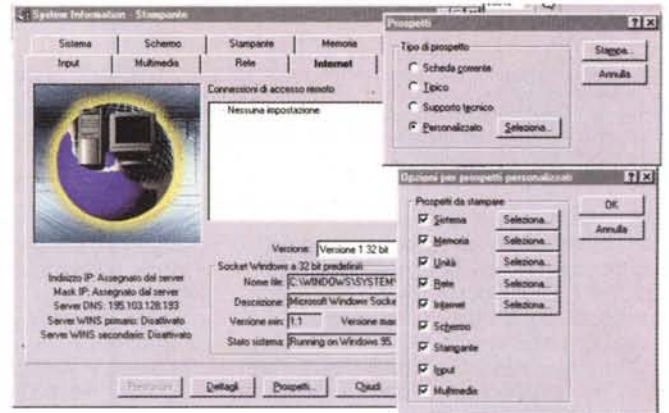 System Information - Stampante
Sistema
Schermo
Stampante
Memoria
Input
Multimedia
Rete
Internet
Connessioni di accesso remoto
Nessuna impostazione
Versione: Versione 1 32 bit
Socket Windows a 32 bit predefiniti
Nome file: C:\WINDOWS\SYSTEM\
Descrizione: Microsoft Windows Socke
Versione win: 1.1
Versione max
Stato sistema: Running on Windows 95.
Indirizzo IP: Assegnato dal server
Mask IP: Assegnato dal server
Server DNS: 195.103.128.193
Server WINS primario: Disattivato
Server WINS secondario: Disattivato
Dettagli
Prospetti...
Chiudi
Prospetti
Tipo di prospetto
Scheda corrente
Tipico
Supporto tecnico
Personalizzato
Seleziona...
Stampa...
Annulla
Opzioni per prospetti personalizzati
Prospetti da stampare
Sistema Seleziona...
Memoria Seleziona...
Unità Seleziona...
Rete Seleziona...
Internet Seleziona...
Schermo
Stampante
Input
Multimedia
OK
Annulla